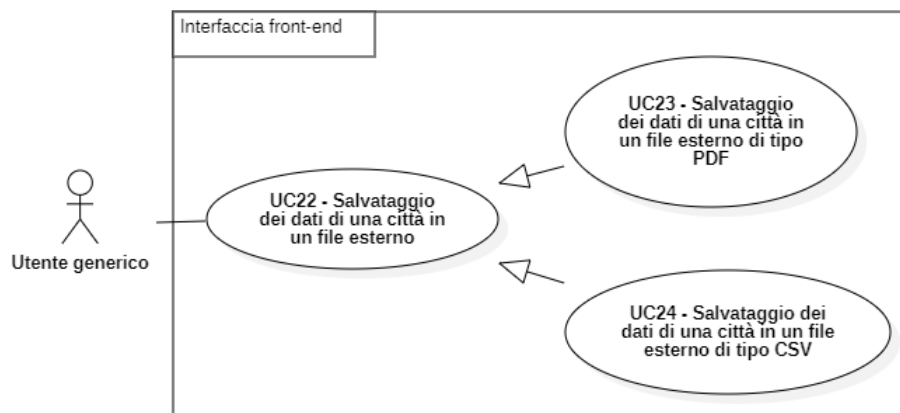 Interfaccia front-end
UC23 - Salvataggio
dei dati di una città in
un file esterno di tipo
PDF
UC22 - Salvataggio
dei dati di una città in
un file esterno
Utente generico
UC24 - Salvataggio dei
dati di una città in un file
esterno di tipo CSV